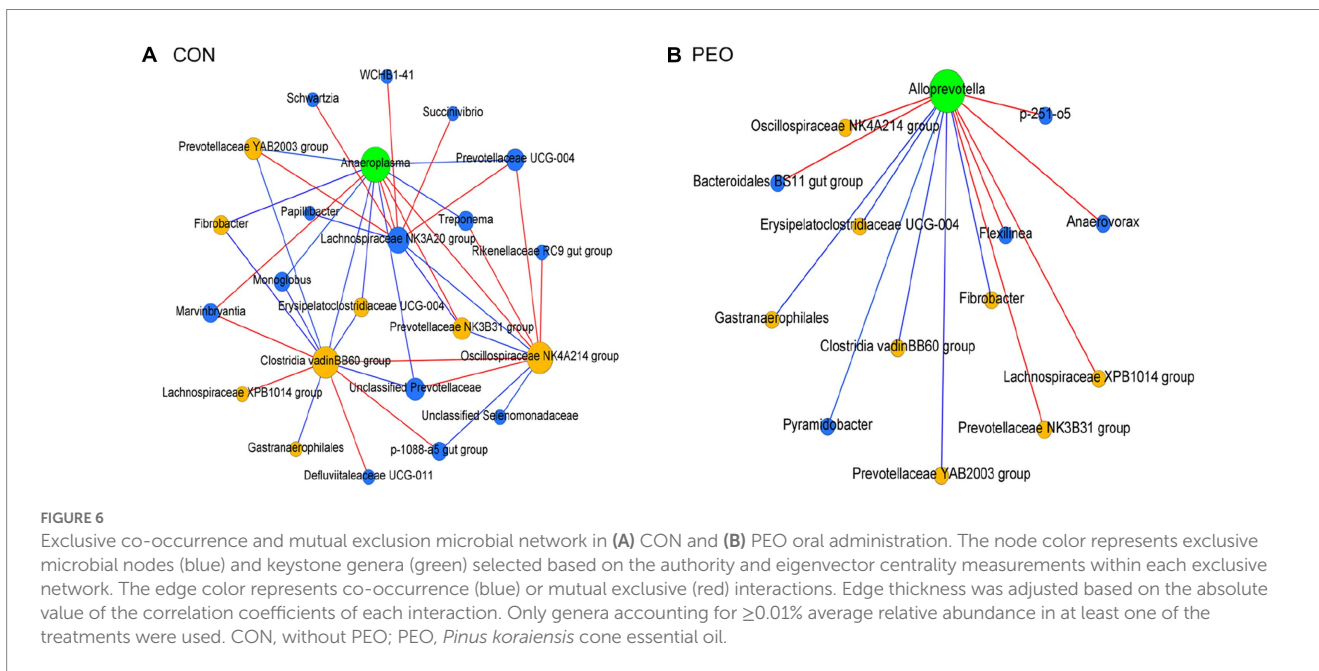 A CON
WCHB1-41
Schwartzia
Succinivibrio
Prevotellaceae YAB2003 group
Anaeroplasma
Prevotellaceae UCG-004
Fibrobacter
Papillibacter
Treponema
Lachnospiraceae NK3A20 group
Rikenellaceae RC9 gut group
Monoglobus
Marvinbryantia
Erysipelatoclostridiaceae UCG-004
Prevotellaceae NK3B31 group
Clostridia vadinBB60 group
Oscillospiraceae NK4A214 group
Lachnospiraceae XPB1014 group
Unclassified Prevotellaceae
Unclassified Selenomonadaceae
Gastranaerophilales
p-1088-a5 gut group
Defluviitaleaceae UCG-011
B PEO
Alloprevotella
Oscillospiraceae NK4A214 group
p-251-o5
Bacteroidales BS11 gut group
Erysipelatoclostridiaceae UCG-004
Flexilinea
Anaerovorax
Fibrobacter
Gastranaerophilales
Clostridia vadinBB60 group
Lachnospiraceae XPB1014 group
Pyramidobacter
Prevotellaceae NK3B31 group
Prevotellaceae YAB2003 group
FIGURE 6
Exclusive co-occurrence and mutual exclusion microbial network in (A) CON and (B) PEO oral administration. The node color represents exclusive
microbial nodes (blue) and keystone genera (green) selected based on the authority and eigenvector centrality measurements within each exclusive
network. The edge color represents co-occurrence (blue) or mutual exclusive (red) interactions. Edge thickness was adjusted based on the absolute
value of the correlation coefficients of each interaction. Only genera accounting for ≥0.01% average relative abundance in at least one of the
treatments were used. CON, without PEO; PEO, Pinus koraiensis cone essential oil.